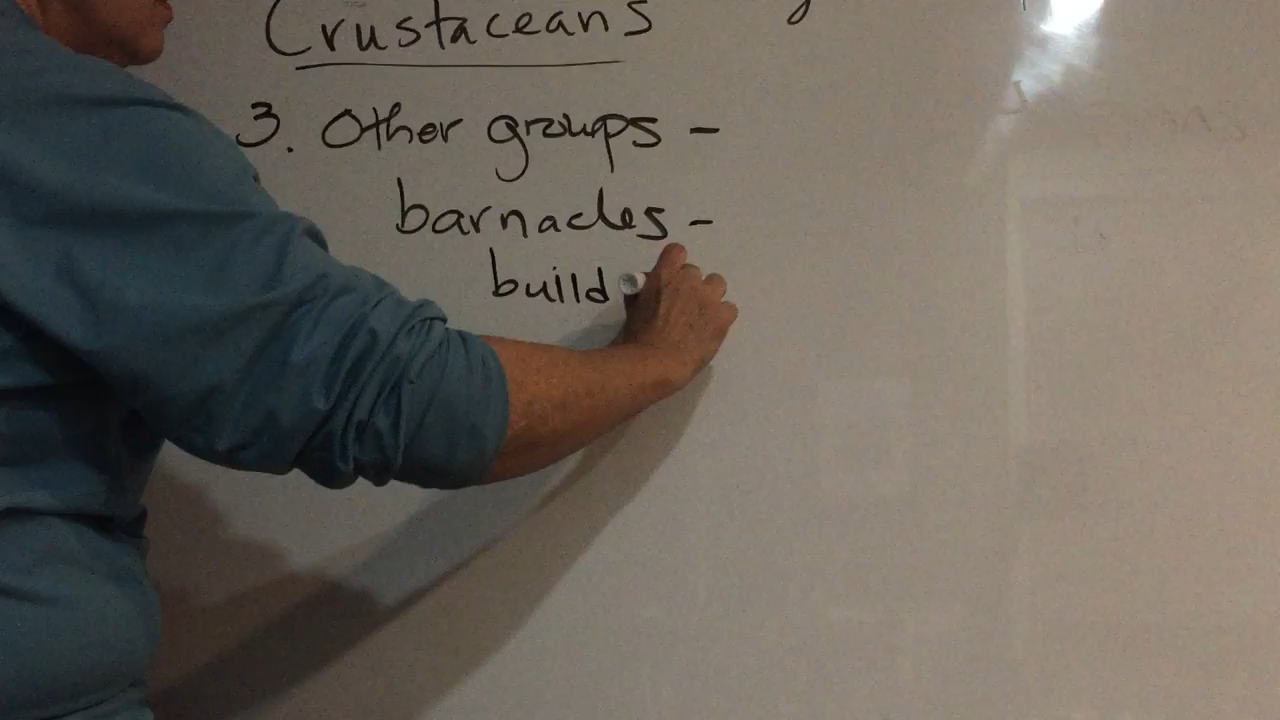 Crustaceans
3. Other groups -
barnacles -
build